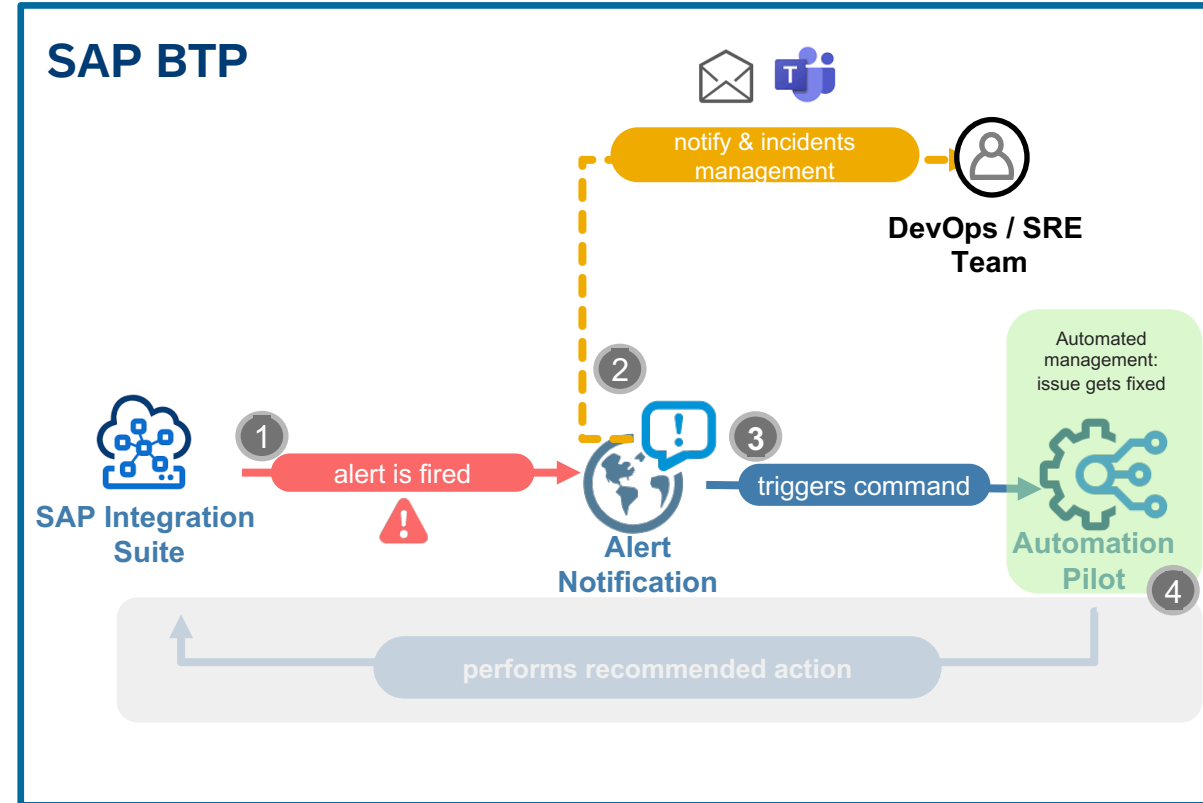 SAP BTP
T
notify & incidents
management
DevOps / SRE
Team
Automated
management:
issue gets fixed
2
1
alert is fired
!
3
triggers command
SAP Integration
Suite
!
Alert
Notification
Automation
Pilot
4
performs recommended action